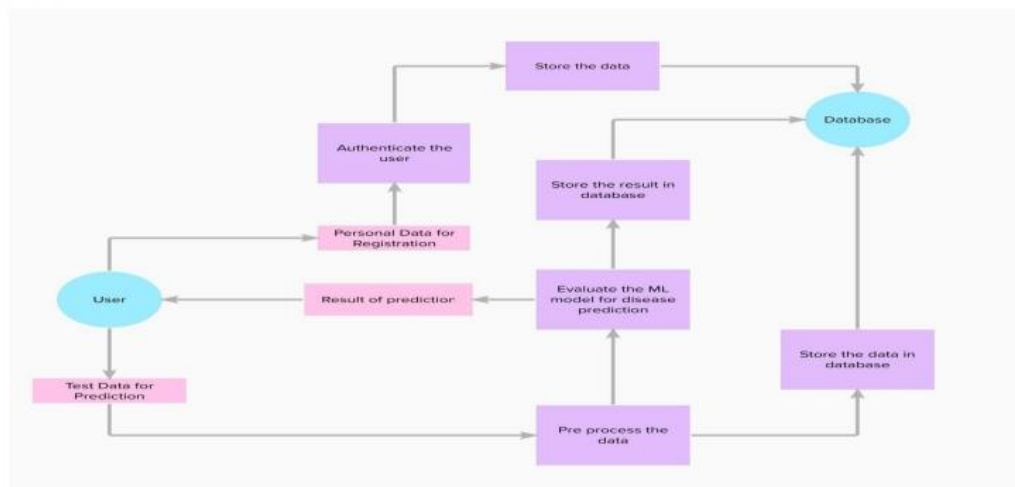 Store the data
Database
Authenticate the
user
Store the result in
database
Personal Data for
Registration
User
Result of prediction
Evaluate the ML
model for disease
prediction
Store the data in
database
Test Data for
Prediction
Pre process the
data